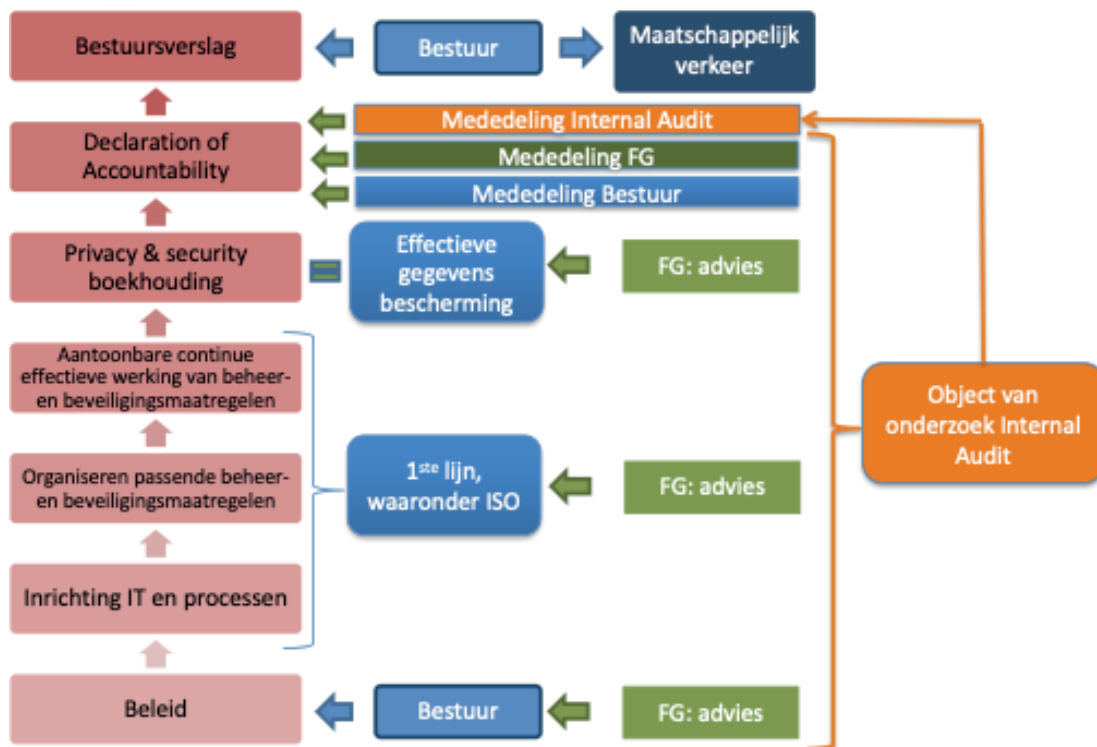 Bestuursverslag
Bestuur
Maatschappelijk
verkeer
Declaration of
Accountability
Mededeling Internal Audit
Mededeling FG
Mededeling Bestuur
Privacy & security
boekhouding
Effectieve
gegevens
bescherming
FG: advies
Aantoonbare continue
effectieve werking van beheer-
en beveiligingsmaatregelen
Organiseren passende beheer-
en beveiligingsmaatregelen
Inrichting IT en processen
1ste lijn,
waaronder ISO
FG: advies
Object van
onderzoek Internal
Audit
Beleid
Bestuur
FG: advies